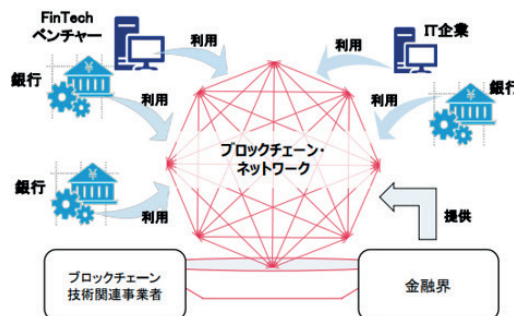 FinTech
ベンチャー
利用
利用
IT企業
銀行
¥
利用
利用
¥
銀行
ブロックチェーン・
ネットワーク
¥
銀行
利用
提供
ブロックチェーン
技術関連事業者
金融界